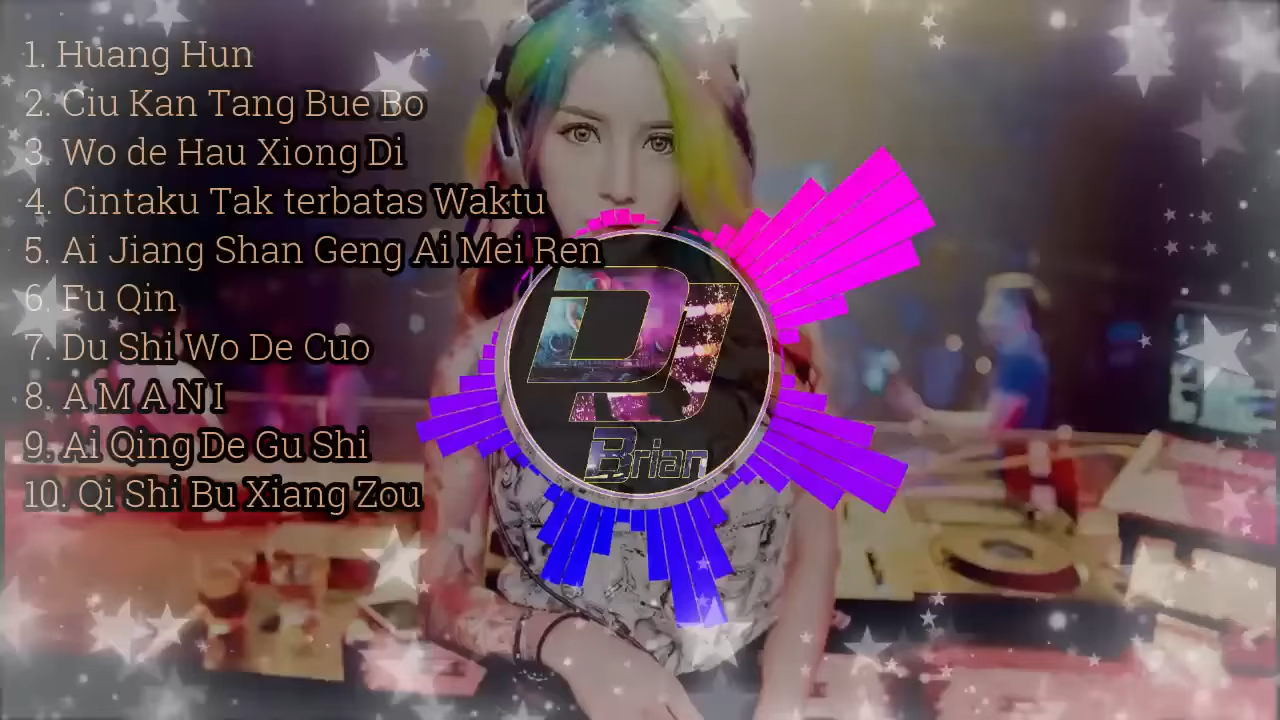 1. Huang Hun
2. Ciu Kan Tang Bue Bo
3. Wo de Hau Xiong Di
4. Cintaku Tak terbatas Waktu
5. Ai Jiang Shan Geng Ai Mei Ren
6. Fu Qin
7. Du Shi Wo De Cuo
8. A M A N I
9. Ai Qing De Gu Shi
10. Qi Shi Bu Xiang Zou
DJ
Brian